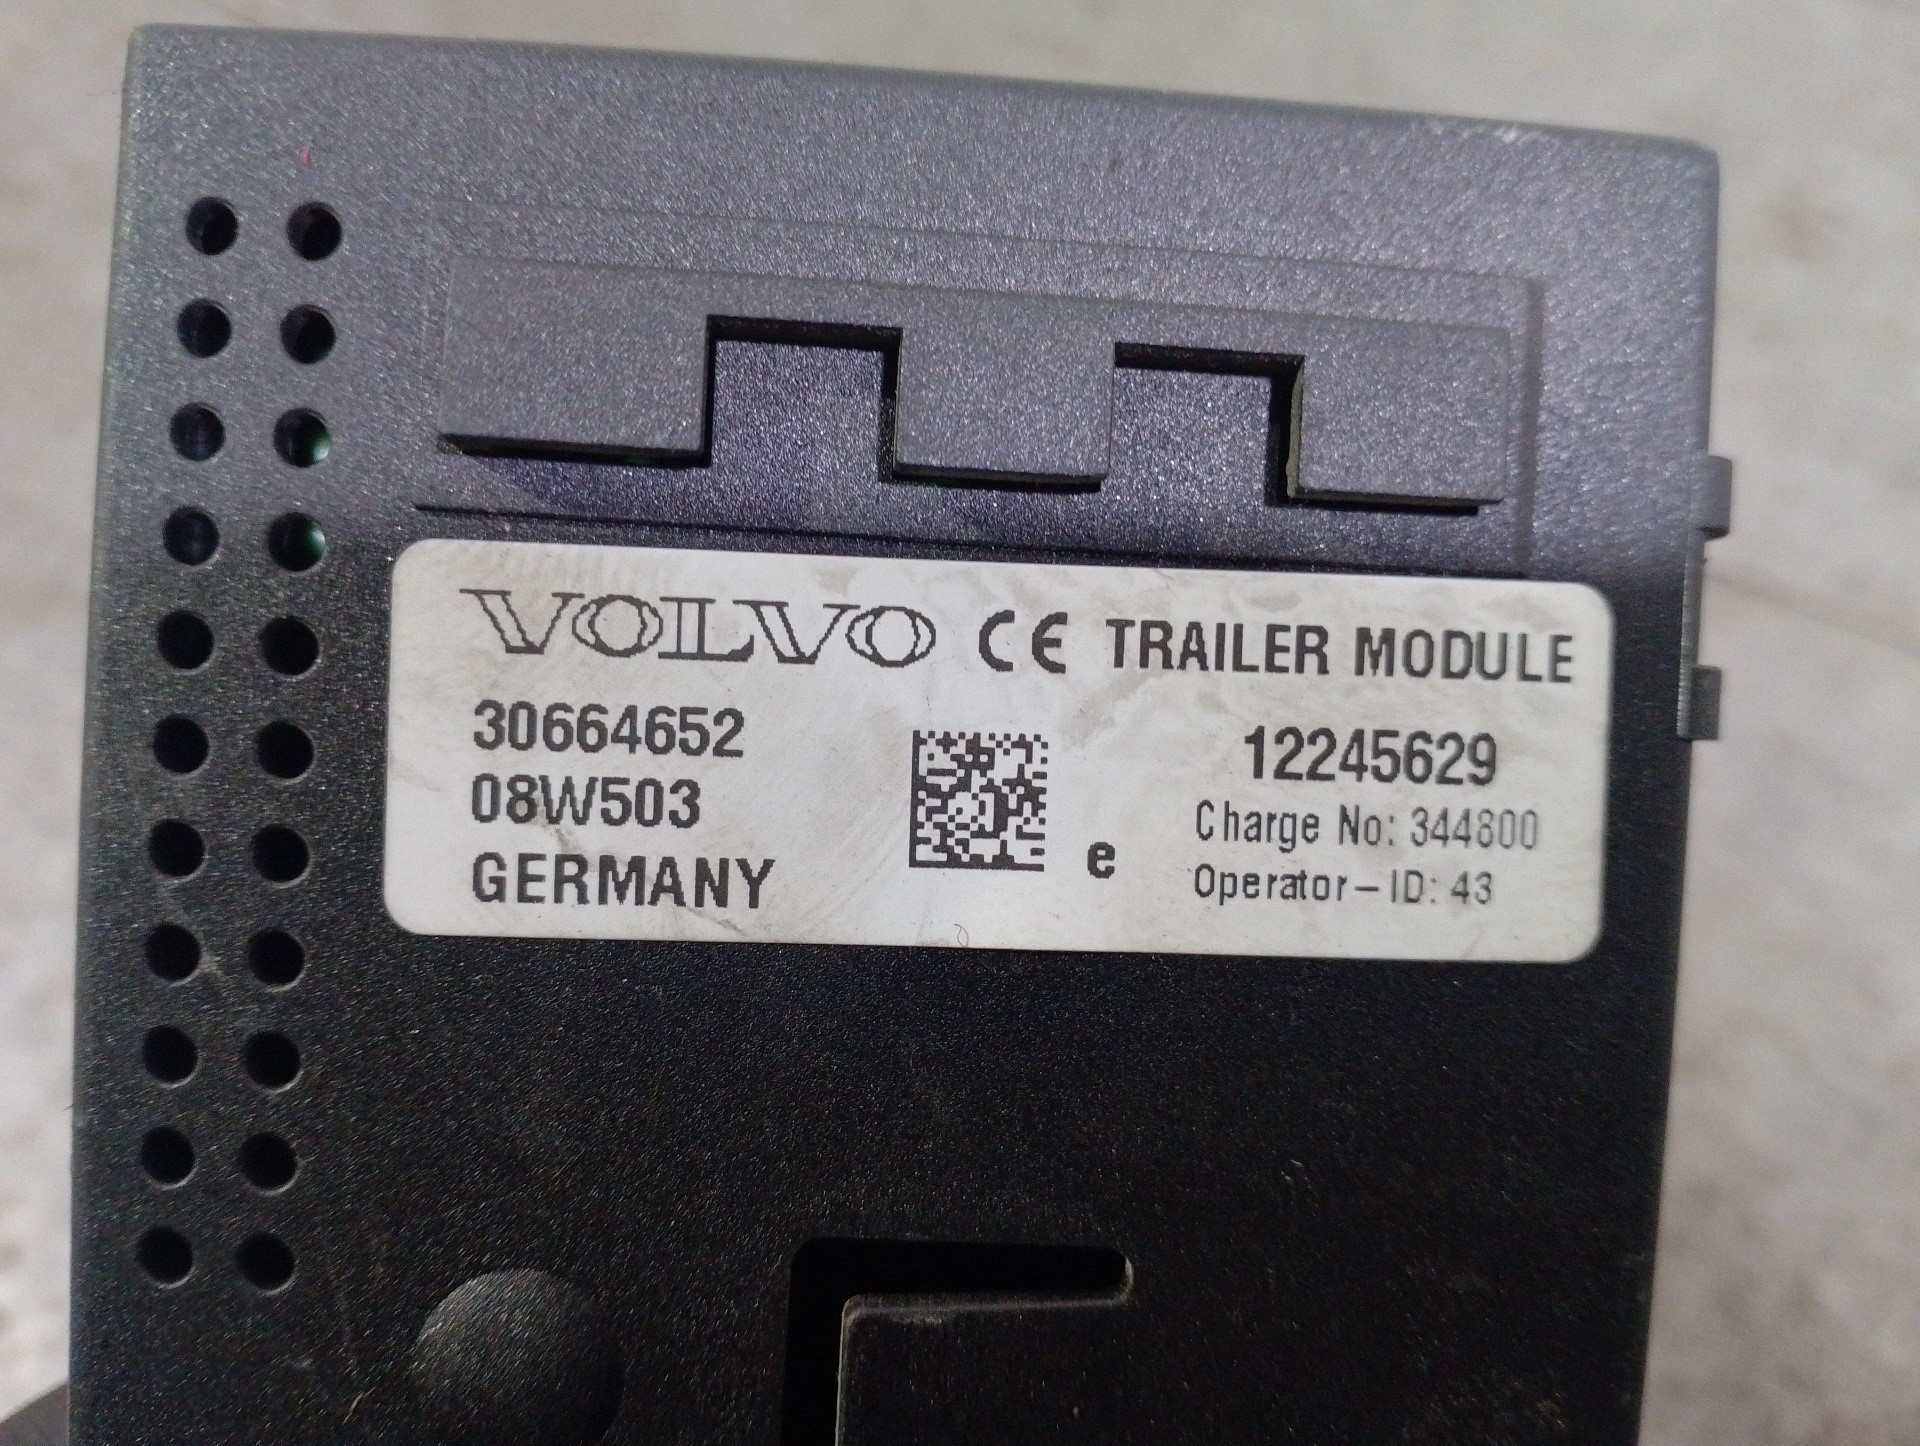 VOLVO CE TRAILER MODULE
30664652
08W503
GERMANY
e
12245629
Charge No: 344800
Operator-ID: 43